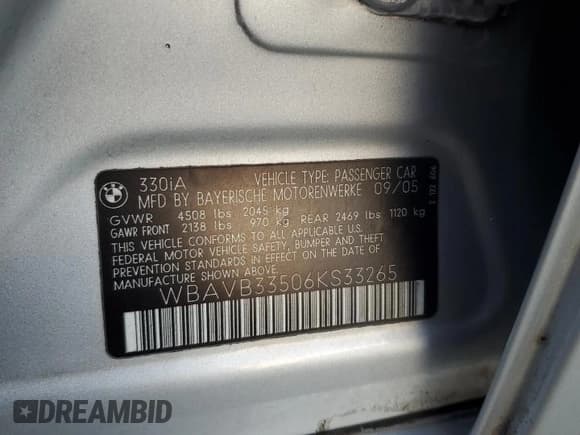 330iA VEHICLE TYPE: PASSENGER CAR
MFD BY BAYERISCHE MOTORENWERKE 09/05
GVWR 4508 lbs 2045 kg
GAWR FRONT 2138 lbs 970 kg REAR 2469 lbs 1120 kg
THIS VEHICLE CONFORMS TO ALL APPLICABLE
FEDERAL MOTOR VEHICLE SAFETY, BUMPER AND THEFT
PREVENTION STANDARDS IN EFFECT ON THE DATE OF
MANUFACTURE SHOWN ABOVE.
WBAVB33506KS33265
DREAMBID